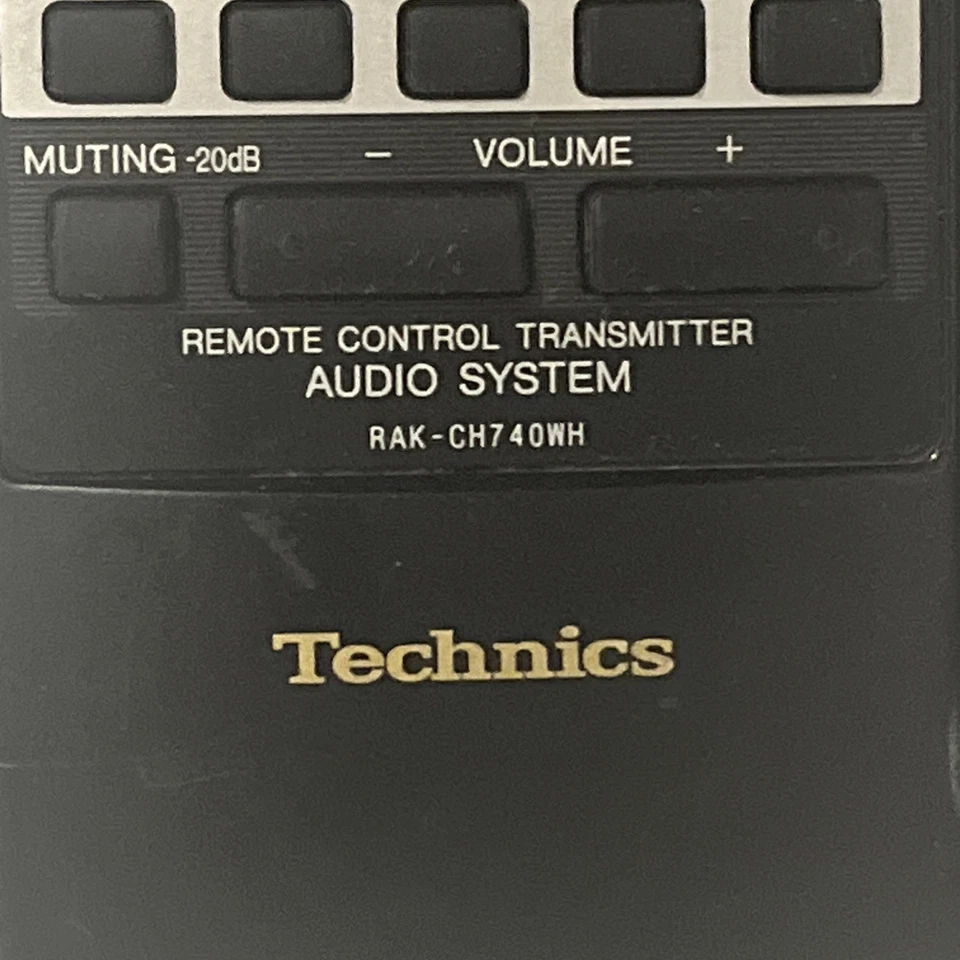 MUTING -20dB − VOLUME +
REMOTE CONTROL TRANSMITTER
AUDIO SYSTEM
RAK-CH740WH
Technics